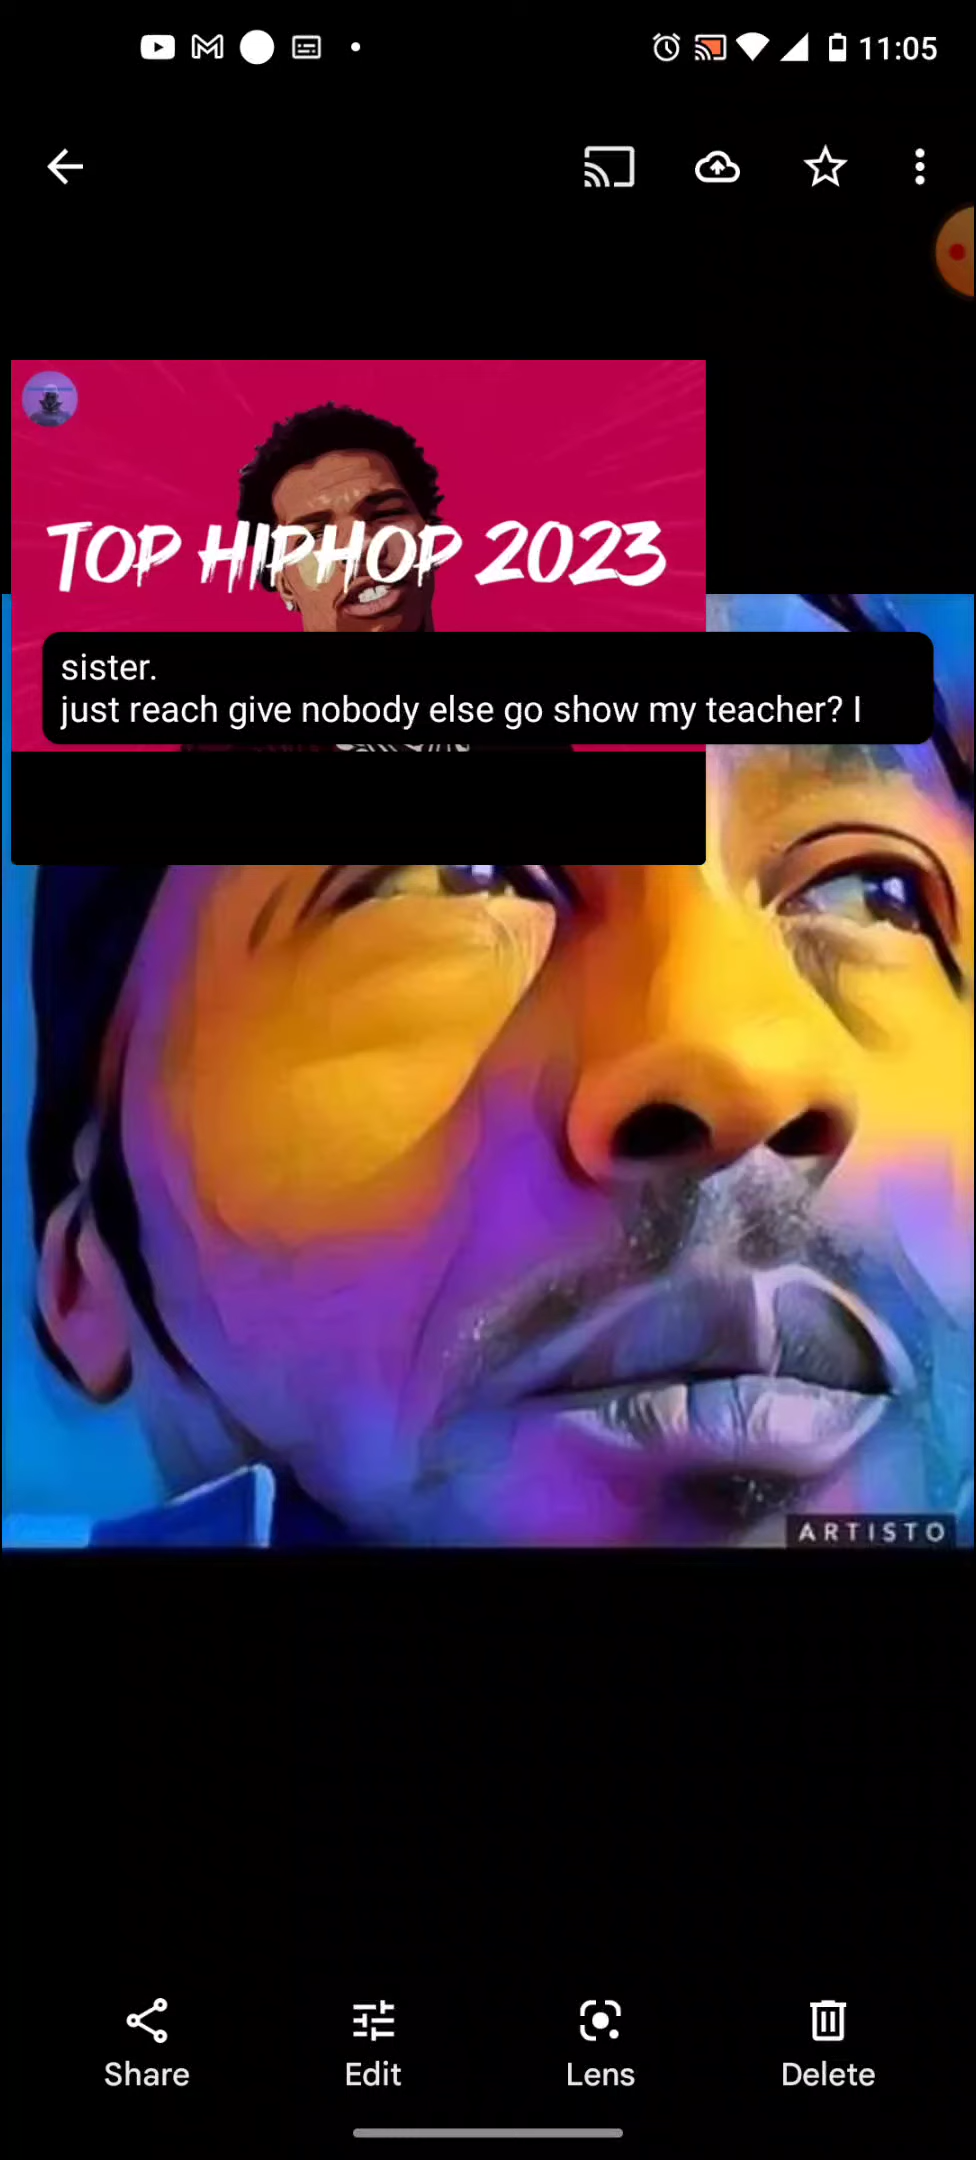 11:05
TOP HIPHOP 2023
sister.
just reach give nobody else go show my teacher? I
ARTISTO
Share
Edit
Lens
Delete